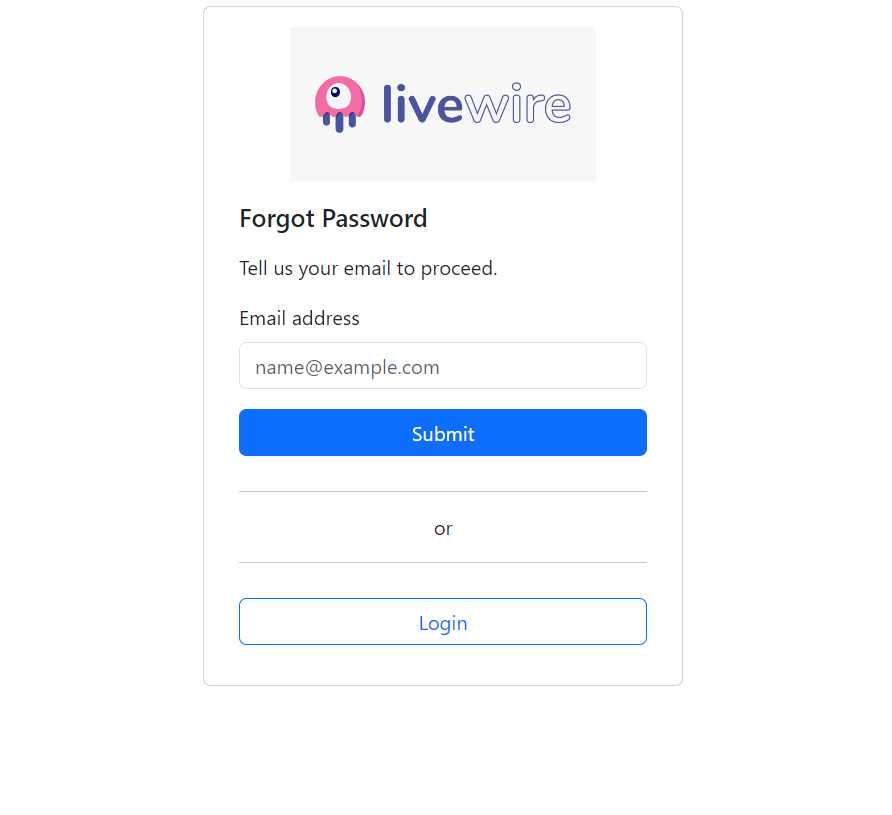 livewire
Forgot Password
Tell us your email to proceed.
Email address
name@example.com
Submit
or
Login